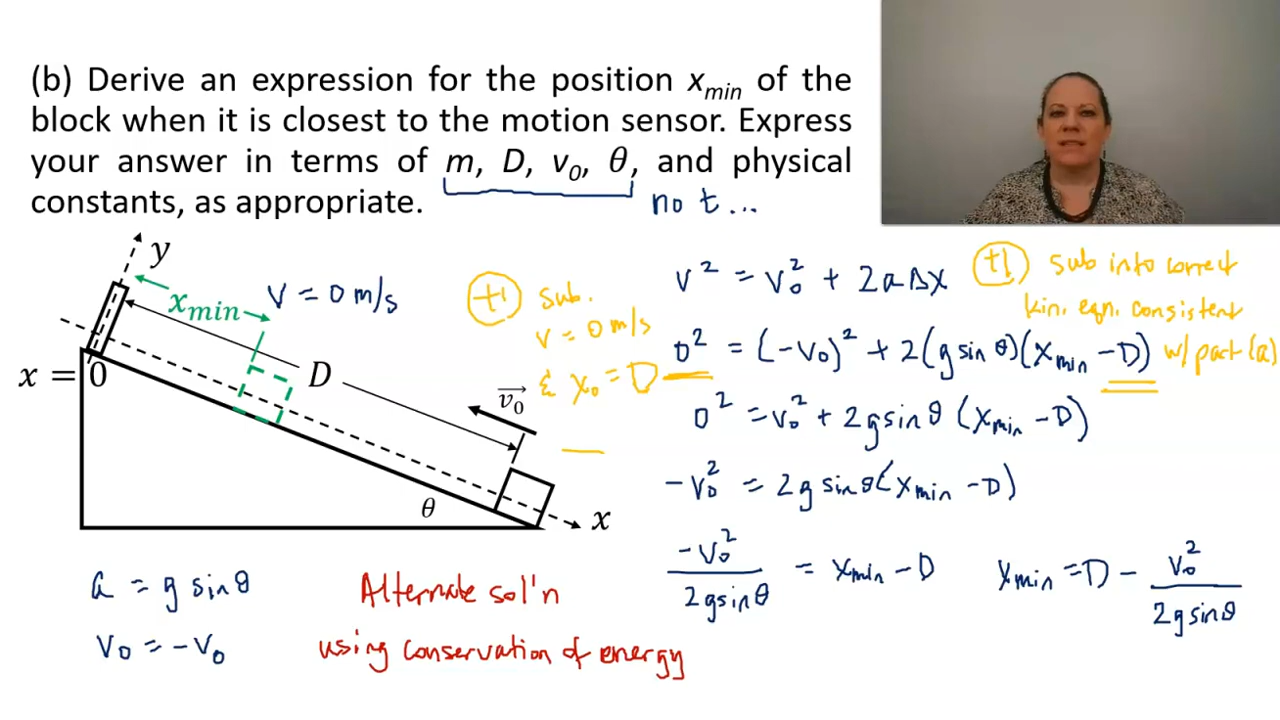 (b) Derive an expression for the position x_min of the
block when it is closest to the motion sensor. Express
your answer in terms of m, D, v₀, θ, and physical
constants, as appropriate.
no t...
y
x_min
V = 0 m/s
D
x = 0
v₀
θ
x
+1 sub.
v = 0 m/s
& x₀ = D
v² = v₀² + 2aΔx
+1 sub into correct
kin. eqn. consistent
w/ part (a)
0² = (-v₀)² + 2(g sin θ)(x_min - D)
0² = v₀² + 2g sin θ (x_min - D)
-v₀² = 2g sin θ (x_min - D)
-v₀² / 2g sin θ = x_min - D
x_min = D - v₀² / 2g sin θ
a = g sin θ
v₀ = -v₀
Alternate sol'n
using conservation of energy